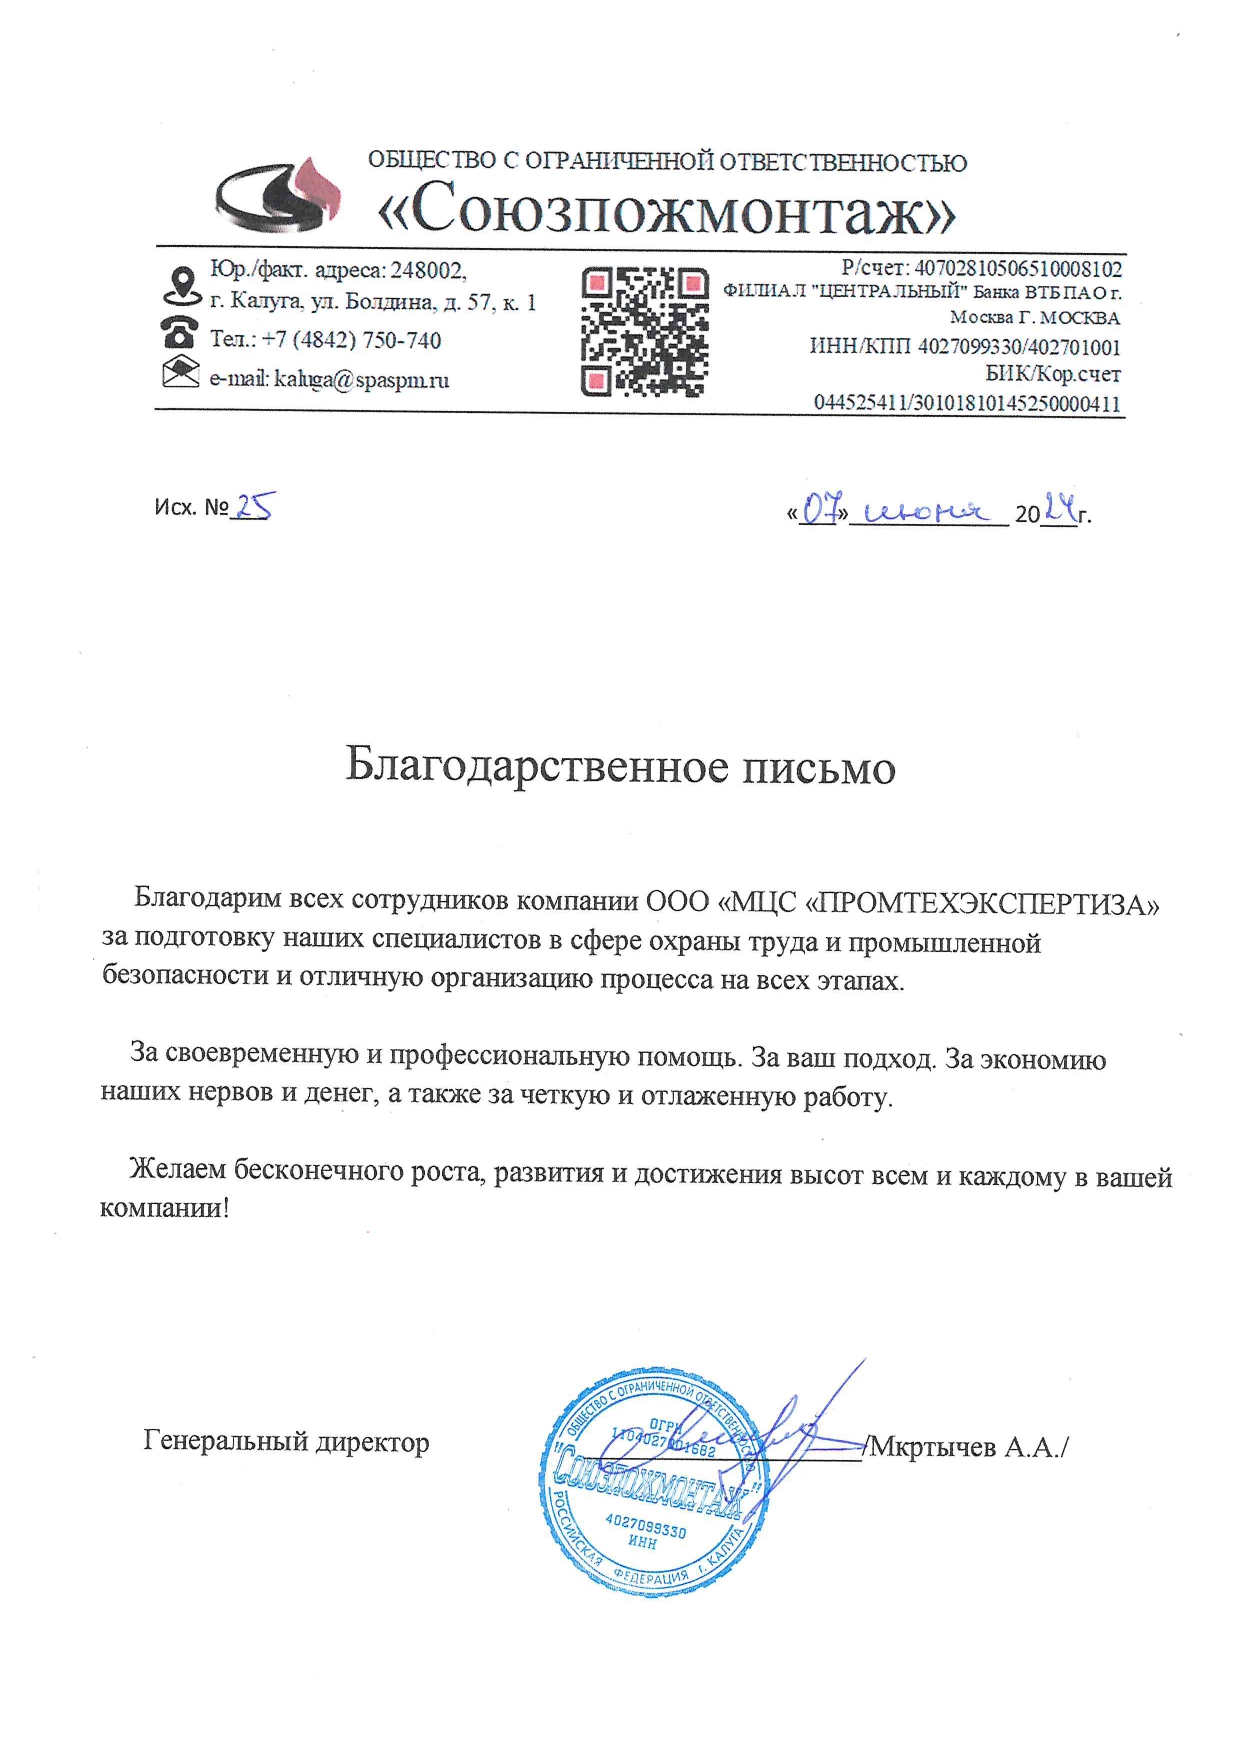 ОБЩЕСТВО С ОГРАНИЧЕННОЙ ОТВЕТСТВЕННОСТЬЮ
«Союзпожмонтаж»
Юр./факт. адреса: 248002,
г. Калуга, ул. Болдина, д. 57, к. 1
Тел.: +7 (4842) 750-740
e-mail: kaluga@spaspm.ru
Р/счет: 40702810506510008102
ФИЛИАЛ "ЦЕНТРАЛЬНЫЙ" Банка ВТБ ПАО г.
Москва Г. МОСКВА
ИНН/КПП 4027099330/402701001
БИК/Кор.счет
044525411/30101810145250000411
Исх. № 25
«07» июня 2024г.
Благодарственное письмо
Благодарим всех сотрудников компании ООО «МЦС «ПРОМТЕХЭКСПЕРТИЗА»
за подготовку наших специалистов в сфере охраны труда и промышленной
безопасности и отличную организацию процесса на всех этапах.
За своевременную и профессиональную помощь. За ваш подход. За экономию
наших нервов и денег, а также за четкую и отлаженную работу.
Желаем бесконечного роста, развития и достижения высот всем и каждому в вашей
компании!
Генеральный директор /Мкртычев А.А./
ОБЩЕСТВО С ОГРАНИЧЕННОЙ ОТВЕТСТВЕННОСТЬЮ
ОГРН
1104027001682
"СОЮЗПОЖМОНТАЖ"
4027099330
ИНН
РОССИЙСКАЯ ФЕДЕРАЦИЯ г. КАЛУГА